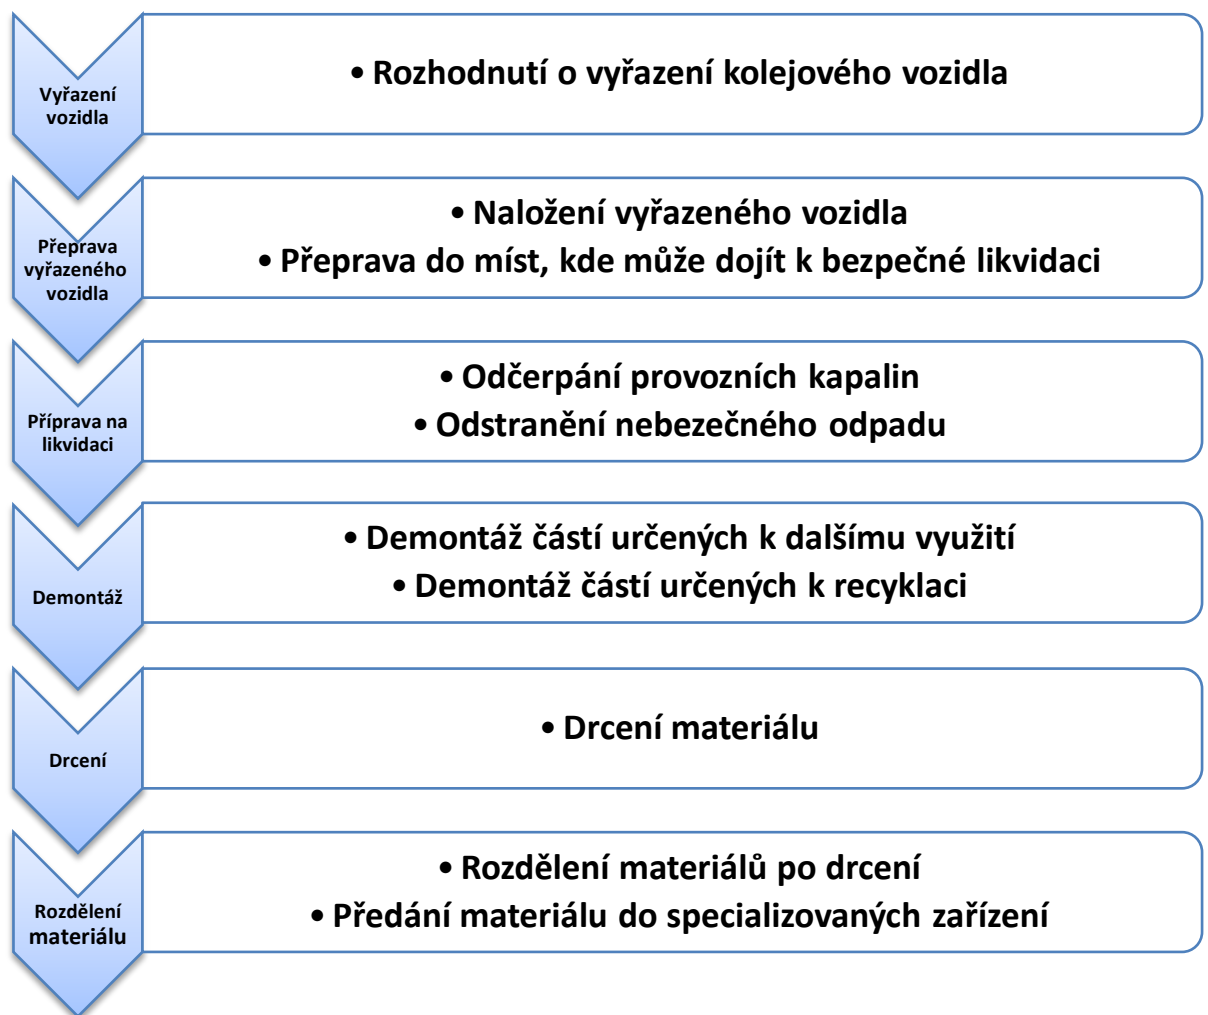 Vyřazení
vozidla
• Rozhodnutí o vyřazení kolejového vozidla
Přeprava
vyřazeného
vozidla
• Naložení vyřazeného vozidla
• Přeprava do míst, kde může dojít k bezpečné likvidaci
Příprava na
likvidaci
• Odčerpání provozních kapalin
• Odstranění nebezečného odpadu
Demontáž
• Demontáž částí určených k dalšímu využití
• Demontáž částí určených k recyklaci
Drcení
• Drcení materiálu
Rozdělení
materiálu
• Rozdělení materiálů po drcení
• Předání materiálu do specializovaných zařízení